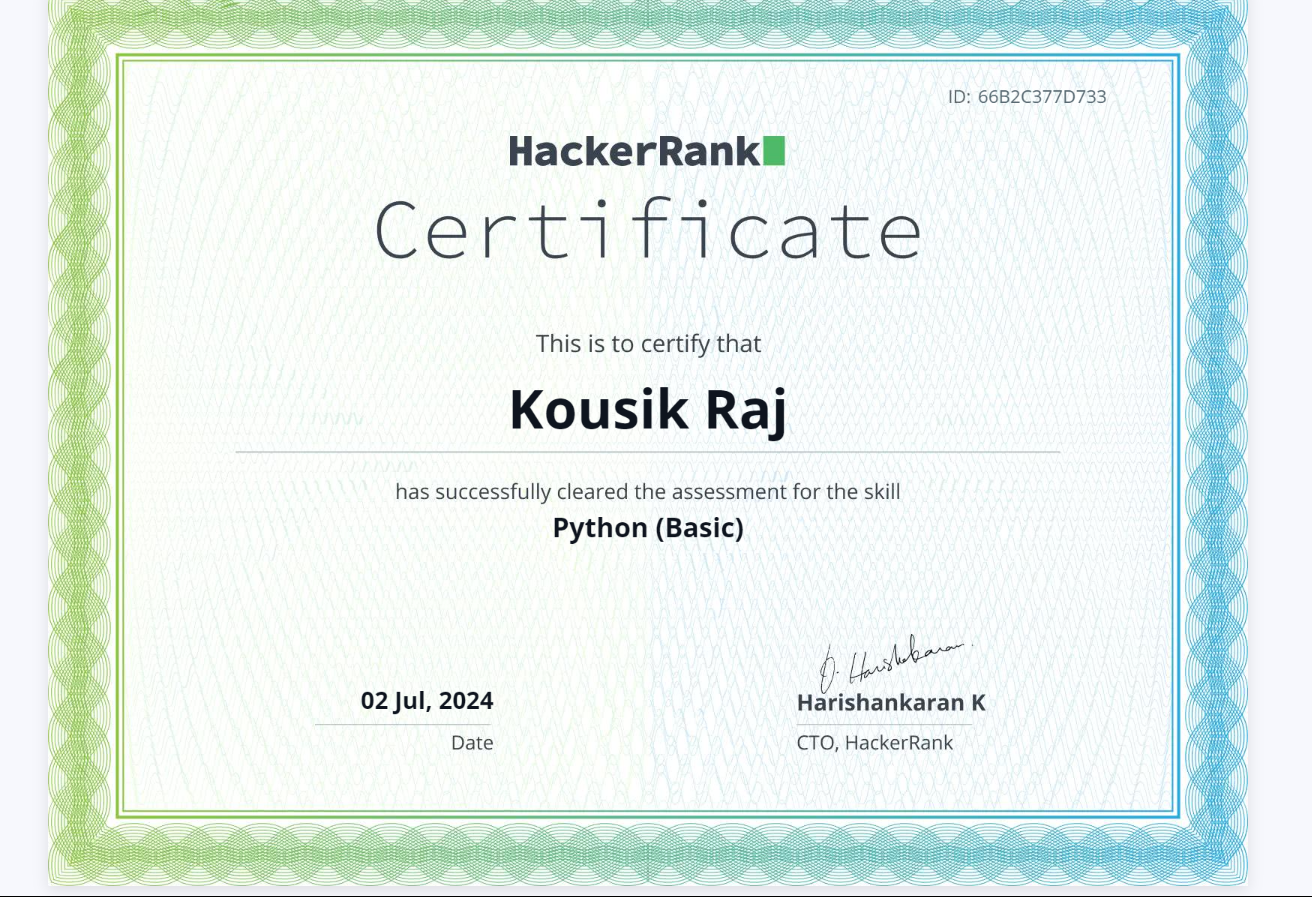 ID: 66B2C377D733
HackerRank
Certificate
This is to certify that
Kousik Raj
has successfully cleared the assessment for the skill
Python (Basic)
02 Jul, 2024
Date
Harishankaran K
CTO, HackerRank